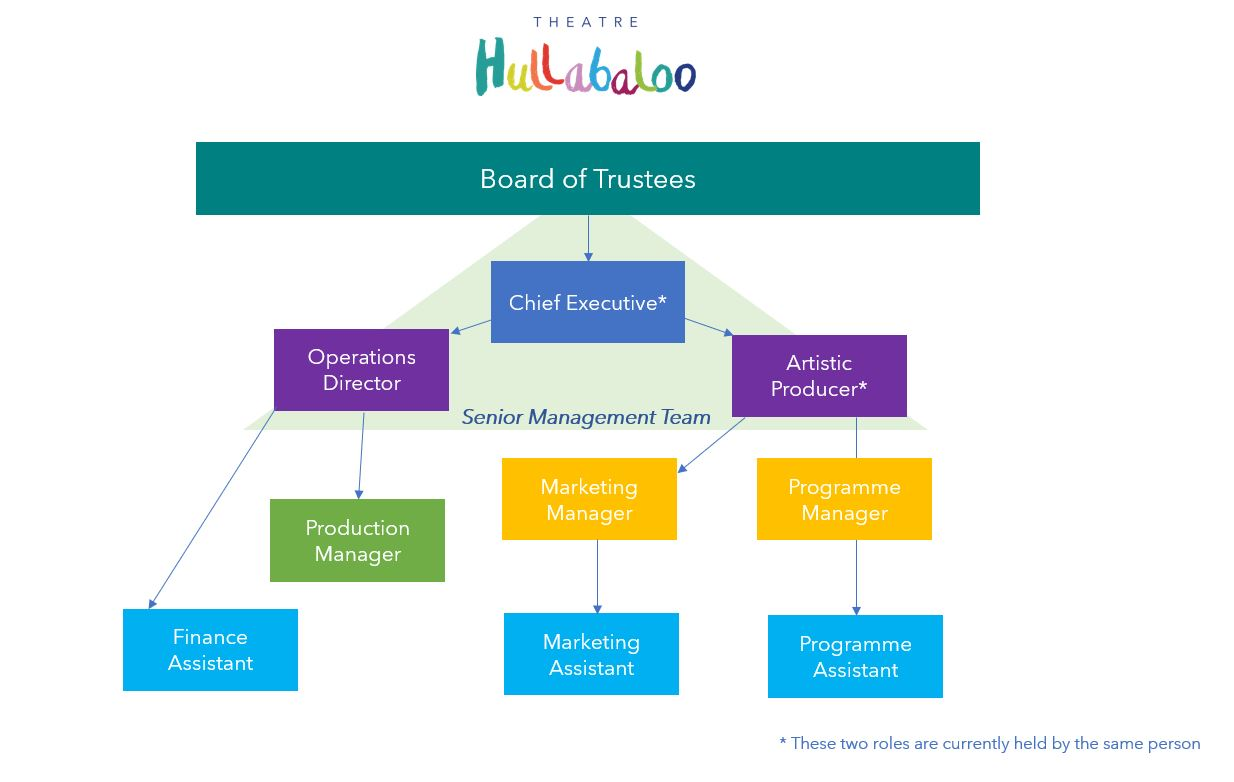 THEATRE
Hullabaloo
Board of Trustees
Chief Executive*
Operations
Director
Artistic
Producer*
Senior Management Team
Marketing
Manager
Programme
Manager
Production
Manager
Finance
Assistant
Marketing
Assistant
Programme
Assistant
* These two roles are currently held by the same person